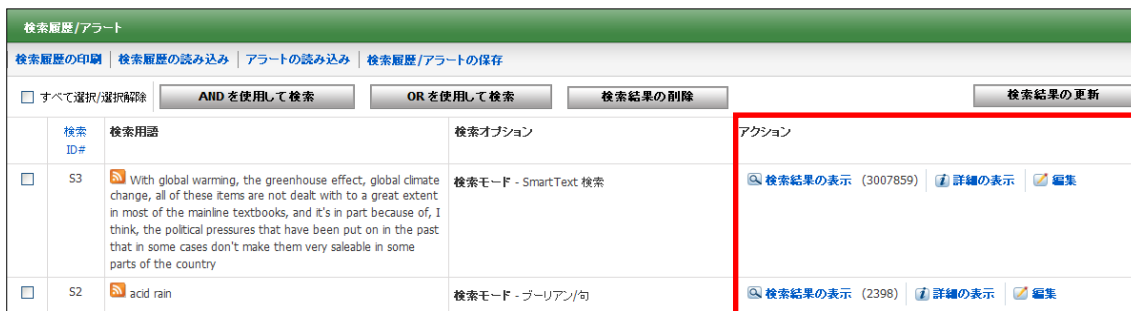 検索履歴/アラート
検索履歴の印刷 | 検索履歴の読み込み | アラートの読み込み | 検索履歴/アラートの保存
すべて選択/選択解除 AND を使用して検索 OR を使用して検索 検索結果の削除 検索結果の更新
検索 ID# 検索用語 検索オプション アクション
S3 With global warming, the greenhouse effect, global climate 検索モード - SmartText 検索 検索結果の表示 (3007859) 詳細の表示 編集
change, all of these items are not dealt with to a great extent
in most of the mainline textbooks, and it's in part because of, I
think, the political pressures that have been put on in the past
that in some cases don't make them very saleable in some
parts of the country
S2 acid rain 検索モード - ブーリアン/句 検索結果の表示 (2398) 詳細の表示 編集